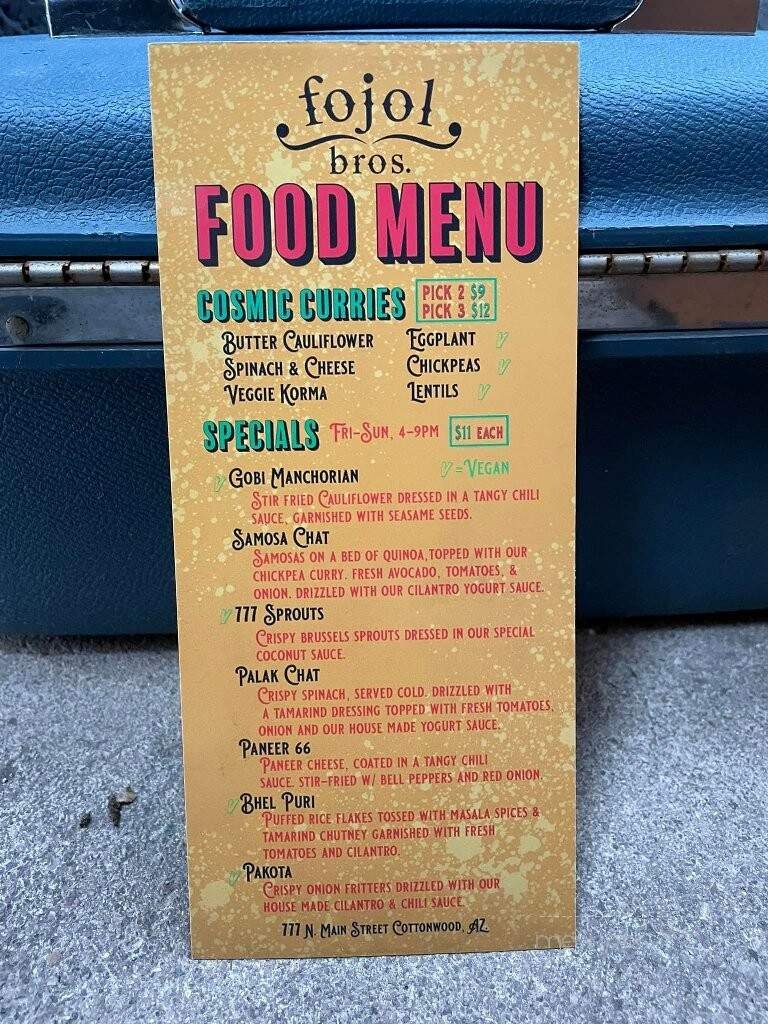 fojol
bros.
FOOD MENU
COSMIC CURRIES PICK 2 $9
PICK 3 $12
BUTTER CAULIFLOWER EGGPLANT V
SPINACH & CHEESE CHICKPEAS V
VEGGIE KORMA LENTILS V
SPECIALS FRI-SUN, 4-9PM $11 EACH
V=VEGAN
V GOBI MANCHORIAN
STIR FRIED CAULIFLOWER DRESSED IN A TANGY CHILI
SAUCE, GARNISHED WITH SEASAME SEEDS.
SAMOSA CHAT
SAMOSAS ON A BED OF QUINOA,TOPPED WITH OUR
CHICKPEA CURRY. FRESH AVOCADO, TOMATOES, &
ONION. DRIZZLED WITH OUR CILANTRO YOGURT SAUCE.
V 777 SPROUTS
CRISPY BRUSSELS SPROUTS DRESSED IN OUR SPECIAL
COCONUT SAUCE.
PALAK CHAT
CRISPY SPINACH, SERVED COLD. DRIZZLED WITH
A TAMARIND DRESSING TOPPED WITH FRESH TOMATOES,
ONION AND OUR HOUSE MADE YOGURT SAUCE.
PANEER 66
PANEER CHEESE, COATED IN A TANGY CHILI
SAUCE. STIR-FRIED W/ BELL PEPPERS AND RED ONION.
V BHEL PURI
PUFFED RICE FLAKES TOSSED WITH MASALA SPICES &
TAMARIND CHUTNEY GARNISHED WITH FRESH
TOMATOES AND CILANTRO.
V PAKOTA
CRISPY ONION FRITTERS DRIZZLED WITH OUR
HOUSE MADE CILANTRO & CHILI SAUCE
777 N. MAIN STREET COTTONWOOD, AZ